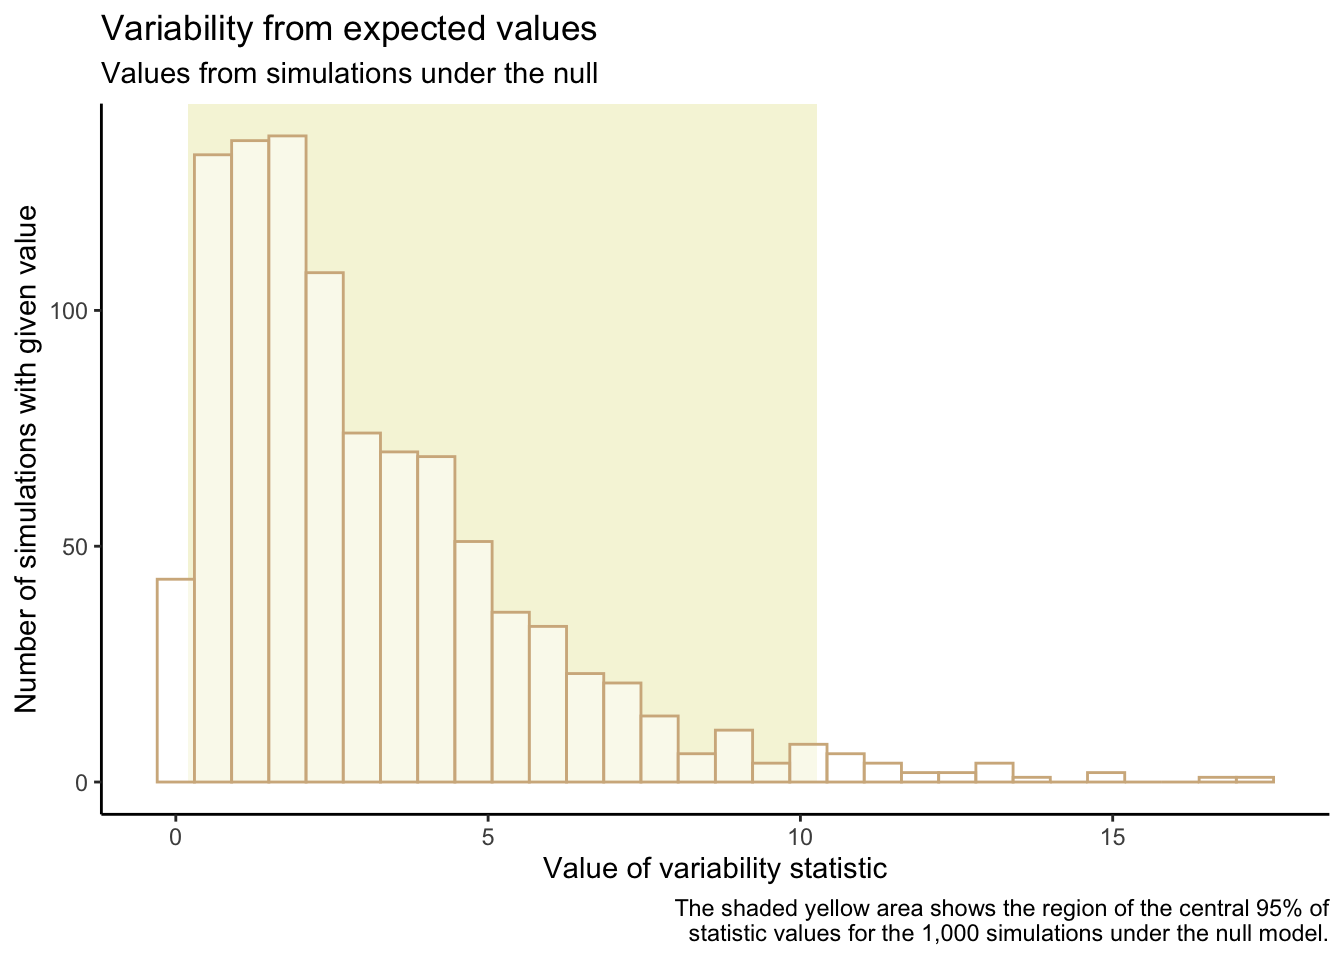 Variability from expected values
Values from simulations under the null
Number of simulations with given value
100
50
0
0
5
10
15
Value of variability statistic
The shaded yellow area shows the region of the central 95% of
statistic values for the 1,000 simulations under the null model.